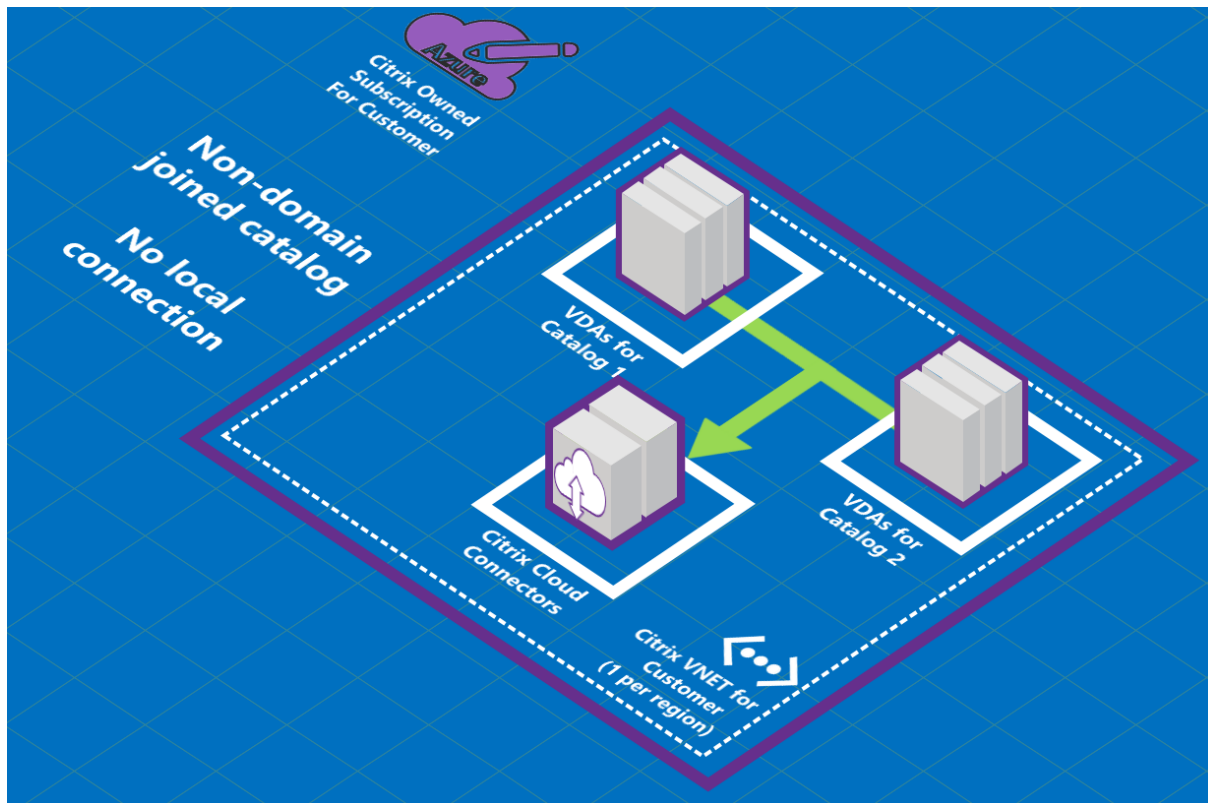 Azure
Citrix Owned
Subscription
For Customer
Non-domain
joined catalog
No local
connection
VDAs for
Catalog 1
VDAs for
Catalog 2
Citrix Cloud
Connectors
Citrix VNET for
Customer
(1 per region)